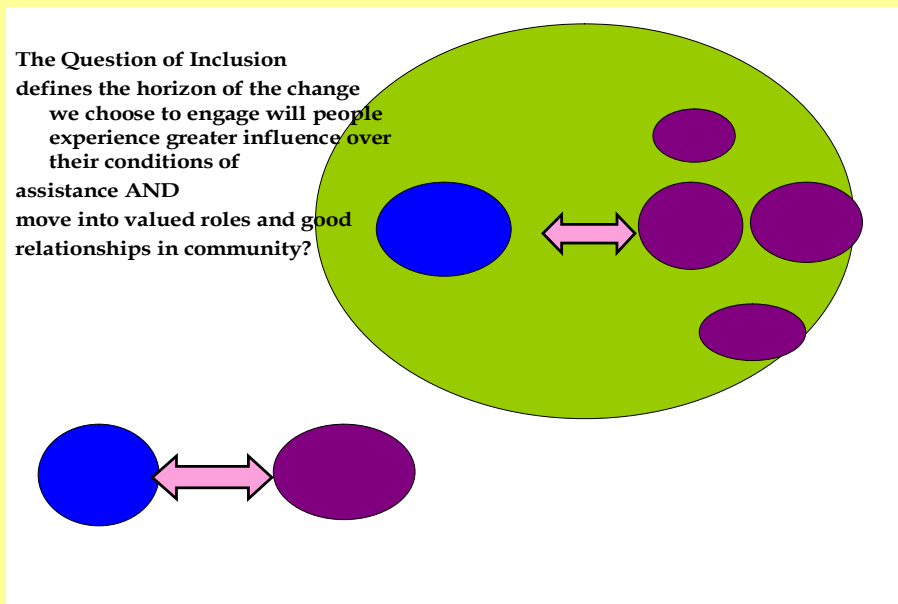 The Question of Inclusion
defines the horizon of the change
we choose to engage will people
experience greater influence over
their conditions of
assistance AND
move into valued roles and good
relationships in community?